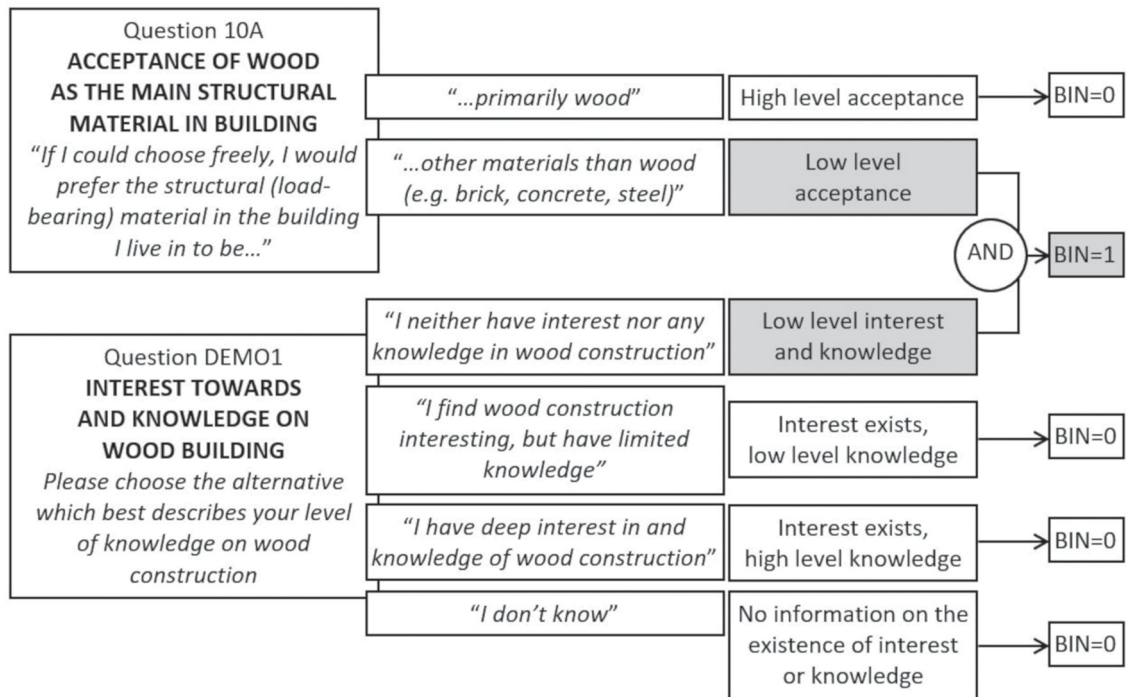 Question 10A
ACCEPTANCE OF WOOD
AS THE MAIN STRUCTURAL
MATERIAL IN BUILDING
“If I could choose freely, I would
prefer the structural (load-
bearing) material in the building
I live in to be…”
“…primarily wood”
High level acceptance
BIN=0
“…other materials than wood
(e.g. brick, concrete, steel)”
Low level
acceptance
AND
BIN=1
Question DEMO1
INTEREST TOWARDS
AND KNOWLEDGE ON
WOOD BUILDING
Please choose the alternative
which best describes your level
of knowledge on wood
construction
“I neither have interest nor any
knowledge in wood construction”
Low level interest
and knowledge
“I find wood construction
interesting, but have limited
knowledge”
Interest exists,
low level knowledge
BIN=0
“I have deep interest in and
knowledge of wood construction”
Interest exists,
high level knowledge
BIN=0
“I don’t know”
No information on the
existence of interest
or knowledge
BIN=0